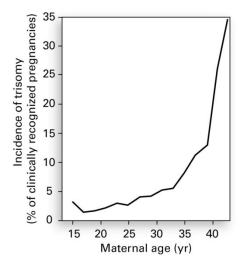 Incidence of trisomy
(% of clinically recognized pregnancies)
35
30
25
20
15
10
5
0
15 20 25 30 35 40
Maternal age (yr)